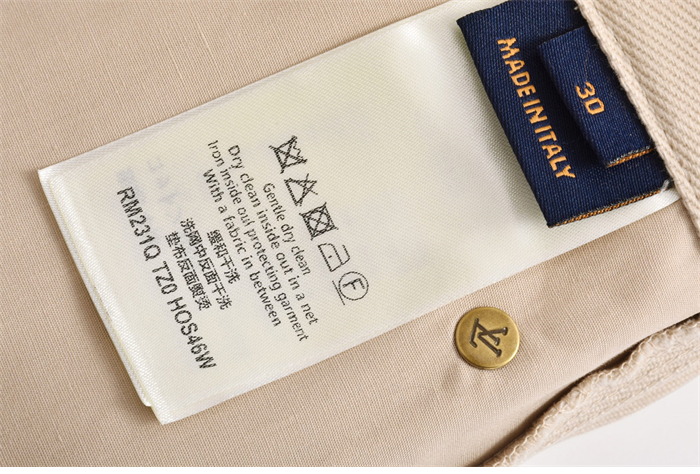 MADE IN ITALY
30
F
Gentle dry clean
Dry clean inside out in a net
Iron inside out protecting garment
With a fabric in between
缓和干洗
洗网中反面干洗
垫布反面熨烫
RM231Q TZ0 HOS46W
LV